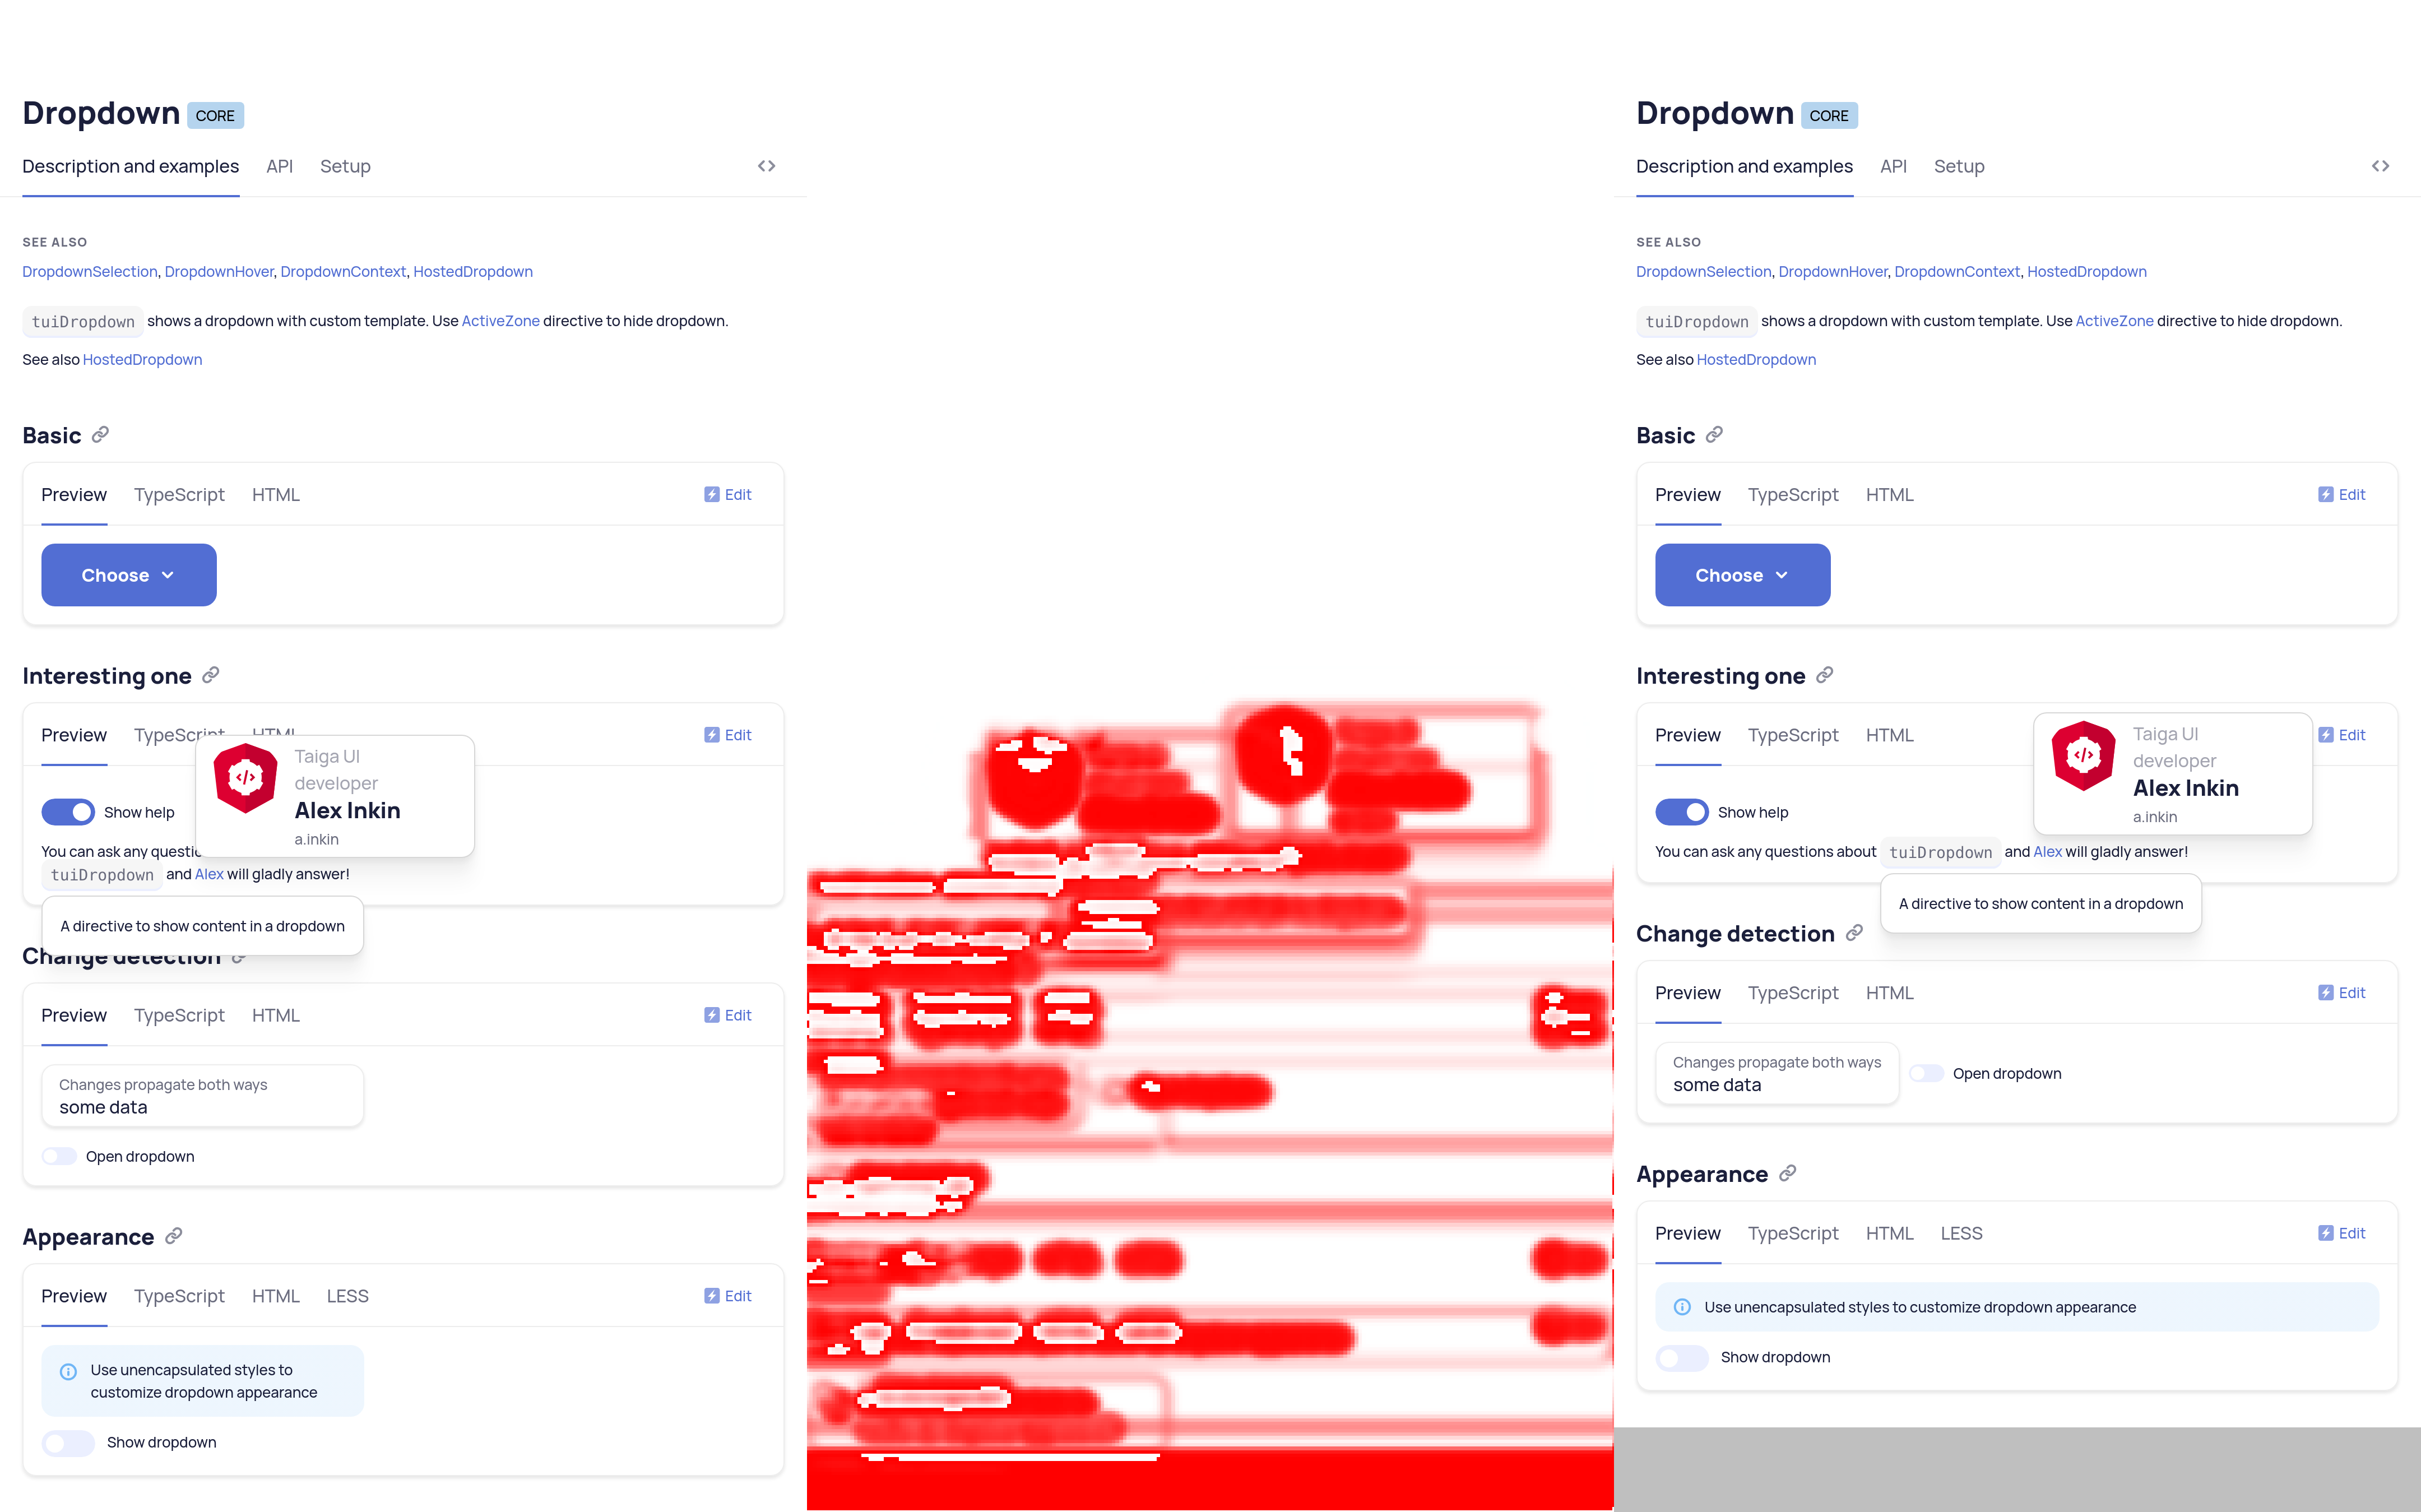 Dropdown CORE
Description and examples API Setup
SEE ALSO
DropdownSelection, DropdownHover, DropdownContext, HostedDropdown
tuiDropdown shows a dropdown with custom template. Use ActiveZone directive to hide dropdown.
See also HostedDropdown
Basic
Preview TypeScript HTML Edit
Choose
Interesting one
Preview TypeScript HTML Edit
Taiga UI
developer
Alex Inkin
a.inkin
Show help
You can ask any questio
tuiDropdown and Alex will gladly answer!
A directive to show content in a dropdown
Change detection
Preview TypeScript HTML Edit
Changes propagate both ways
some data
Open dropdown
Appearance
Preview TypeScript HTML LESS Edit
Use unencapsulated styles to
customize dropdown appearance
Show dropdown
Dropdown CORE
Description and examples API Setup
SEE ALSO
DropdownSelection, DropdownHover, DropdownContext, HostedDropdown
tuiDropdown shows a dropdown with custom template. Use ActiveZone directive to hide dropdown.
See also HostedDropdown
Basic
Preview TypeScript HTML Edit
Choose
Interesting one
Preview TypeScript HTML Edit
Taiga UI
developer
Alex Inkin
a.inkin
Show help
You can ask any questions about tuiDropdown and Alex will gladly answer!
A directive to show content in a dropdown
Change detection
Preview TypeScript HTML Edit
Changes propagate both ways
some data
Open dropdown
Appearance
Preview TypeScript HTML LESS Edit
Use unencapsulated styles to customize dropdown appearance
Show dropdown